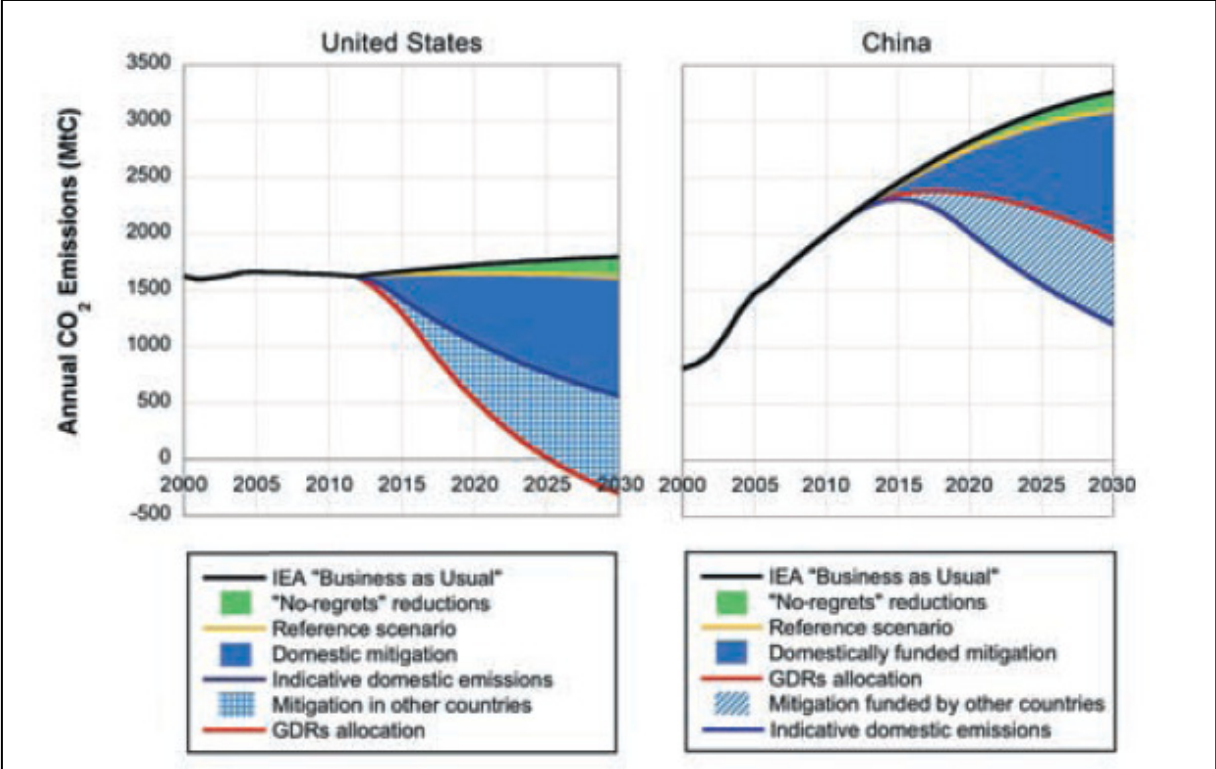 United States
China
Annual CO2 Emissions (MtC)
3500
3000
2500
2000
1500
1000
500
0
-500
2000 2005 2010 2015 2020 2025 2030
2000 2005 2010 2015 2020 2025 2030
IEA "Business as Usual"
"No-regrets" reductions
Reference scenario
Domestic mitigation
Indicative domestic emissions
Mitigation in other countries
GDRs allocation
IEA "Business as Usual"
"No-regrets" reductions
Reference scenario
Domestically funded mitigation
GDRs allocation
Mitigation funded by other countries
Indicative domestic emissions